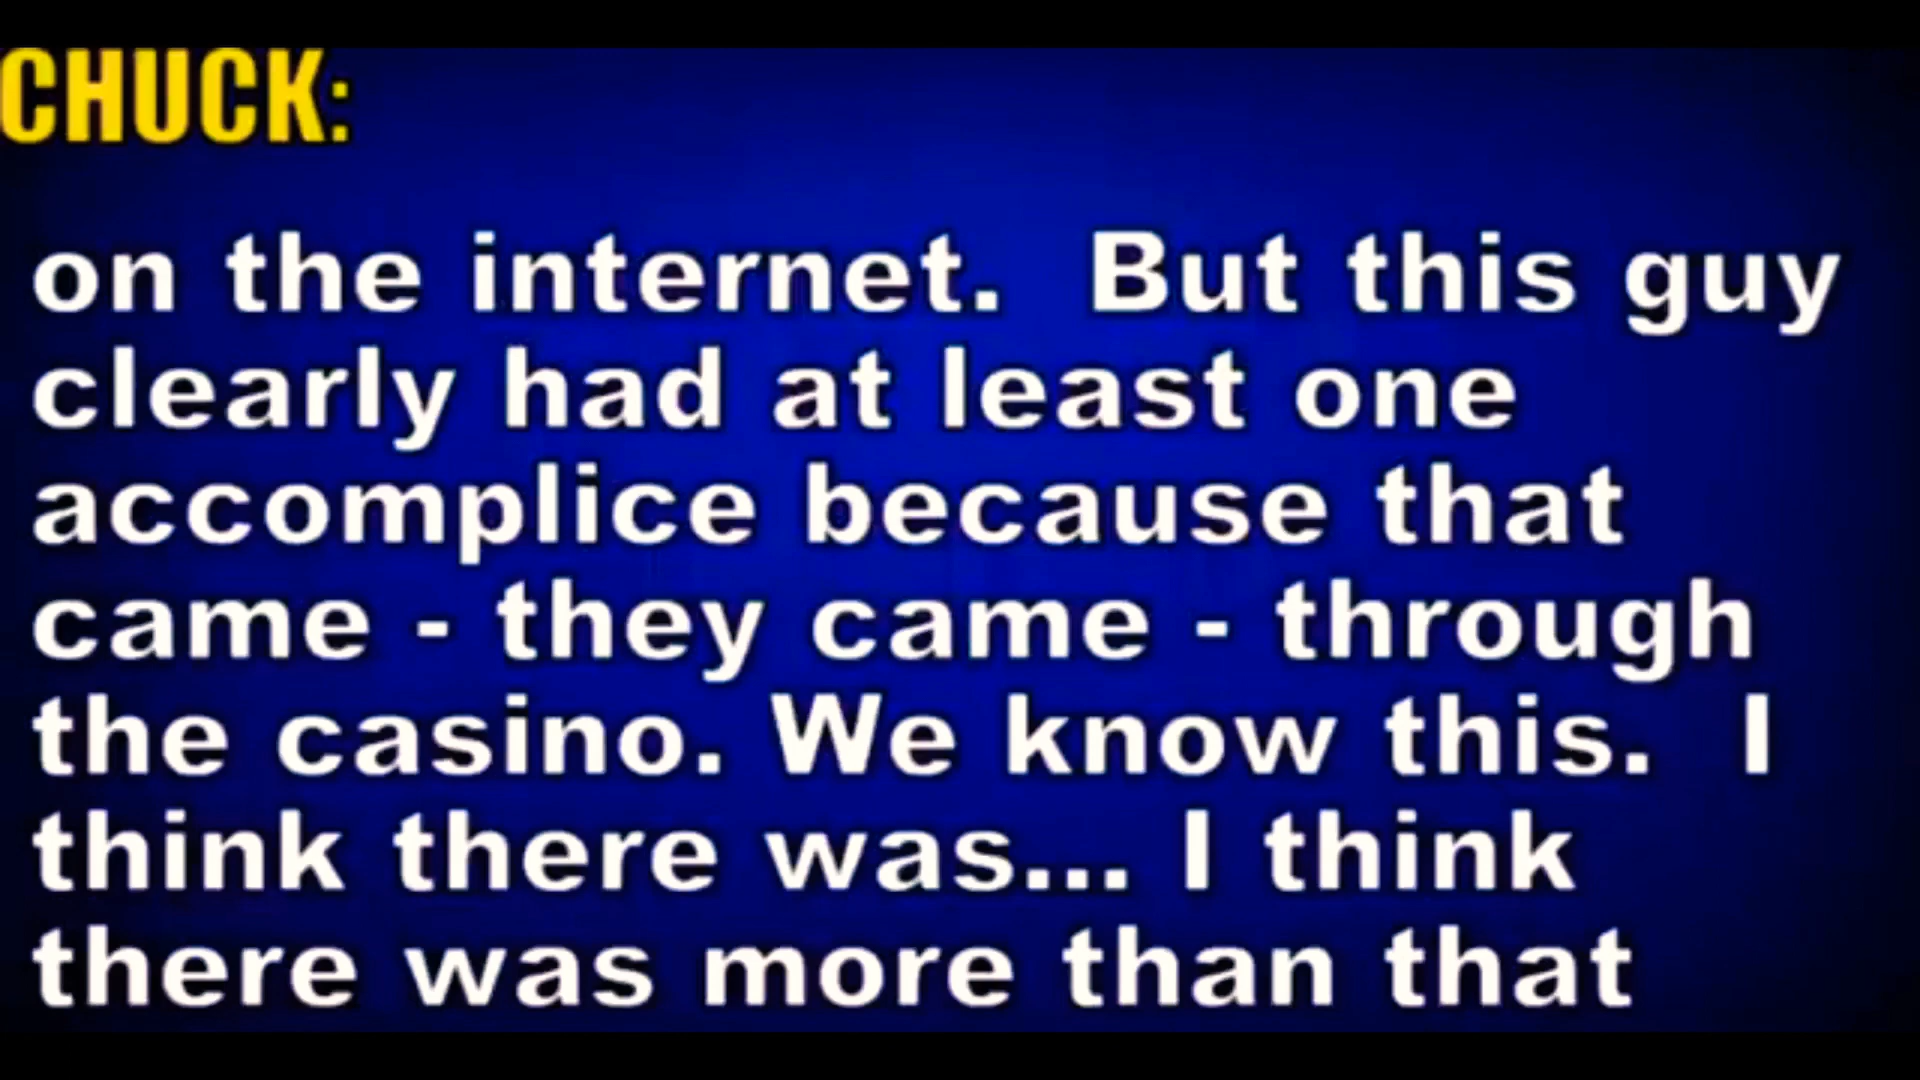 CHUCK:
on the internet.  But this guy
clearly had at least one
accomplice because that
came - they came - through
the casino. We know this.  I
think there was... I think
there was more than that